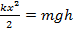 kx²/2 = mgh